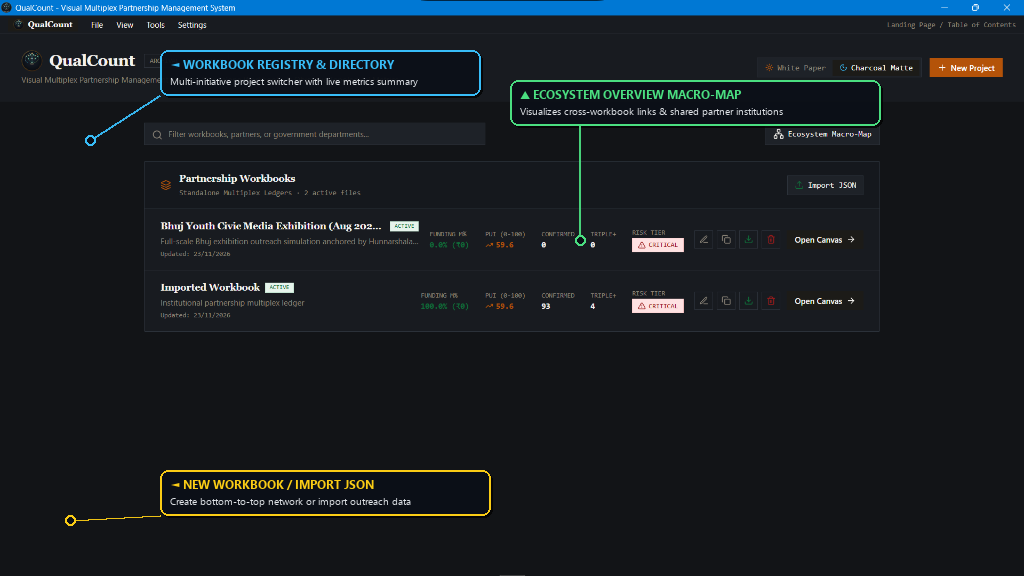 QualCount - Visual Multiplex Partnership Management System
QualCount File View Tools Settings
Landing Page / Table of Contents
QualCount
Visual Multiplex Partnership Manageme
◄ WORKBOOK REGISTRY & DIRECTORY
Multi-initiative project switcher with live metrics summary
White Paper
Charcoal Matte
+ New Project
▲ ECOSYSTEM OVERVIEW MACRO-MAP
Visualizes cross-workbook links & shared partner institutions
Filter workbooks, partners, or government departments...
Ecosystem Macro-Map
Partnership Workbooks
Standalone Multiplex Ledgers · 2 active files
Import JSON
Bhuj Youth Civic Media Exhibition (Aug 202... ACTIVE
Full-scale Bhuj exhibition outreach simulation anchored by Hunnarshala...
Updated: 23/11/2026
FUNDING M% PUI (0-100) CONFIRMED TRIPLE+ RISK TIER
0.0% (₹0) 59.6 0 0 CRITICAL
Open Canvas →
Imported Workbook ACTIVE
Institutional partnership multiplex ledger
Updated: 23/11/2026
FUNDING M% PUI (0-100) CONFIRMED TRIPLE+ RISK TIER
100.0% (₹0) 59.6 93 4 CRITICAL
Open Canvas →
◄ NEW WORKBOOK / IMPORT JSON
Create bottom-to-top network or import outreach data